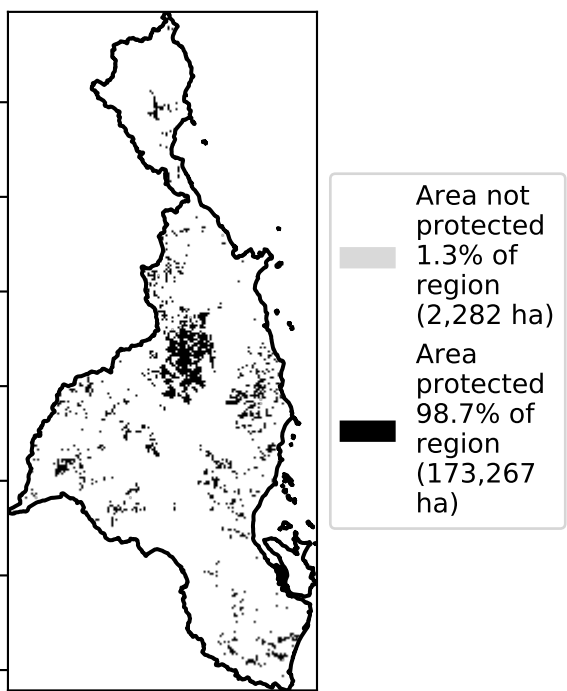 Area not
protected
1.3% of
region
(2,282 ha)
Area
protected
98.7% of
region
(173,267
ha)